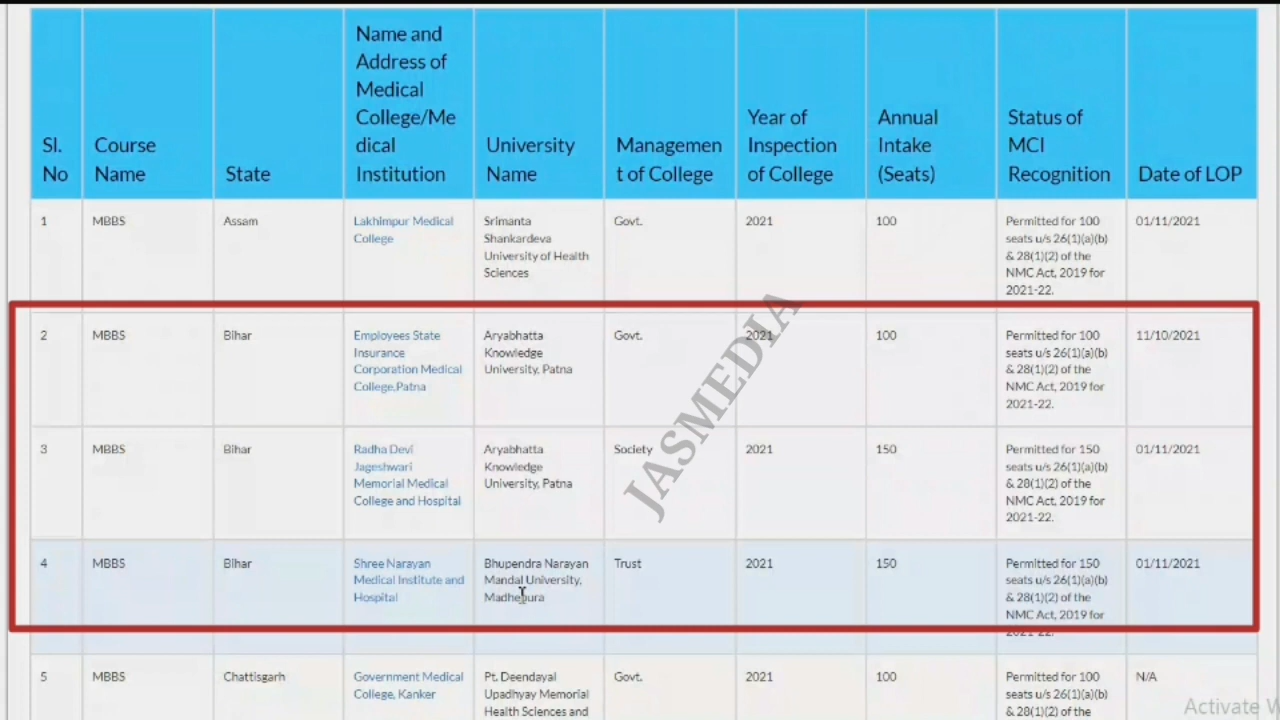 Sl. No
Course Name
State
Name and Address of Medical College/Me dical Institution
University Name
Managemen t of College
Year of Inspection of College
Annual Intake (Seats)
Status of MCI Recognition
Date of LOP
1
MBBS
Assam
Lakhimpur Medical
College
Srimanta
Shankardeva
University of Health
Sciences
Govt.
2021
100
Permitted for 100
seats u/s 26(1)(a)(b)
& 28(1)(2) of the
NMC Act, 2019 for
2021-22.
01/11/2021
2
MBBS
Bihar
Employees State
Insurance
Corporation Medical
College,Patna
Aryabhatta
Knowledge
University, Patna
Govt.
2021
100
Permitted for 100
seats u/s 26(1)(a)(b)
& 28(1)(2) of the
NMC Act, 2019 for
2021-22.
11/10/2021
3
MBBS
Bihar
Radha Devi
Jageshwari
Memorial Medical
College and Hospital
Aryabhatta
Knowledge
University, Patna
Society
2021
150
Permitted for 150
seats u/s 26(1)(a)(b)
& 28(1)(2) of the
NMC Act, 2019 for
2021-22.
01/11/2021
4
MBBS
Bihar
Shree Narayan
Medical Institute and
Hospital
Bhupendra Narayan
Mandal University,
Madhepura
Trust
2021
150
Permitted for 150
seats u/s 26(1)(a)(b)
& 28(1)(2) of the
NMC Act, 2019 for
2021-22.
01/11/2021
5
MBBS
Chattisgarh
Government Medical
College, Kanker
Pt. Deendayal
Upadhyay Memorial
Health Sciences and
Govt.
2021
100
Permitted for 100
seats u/s 26(1)(a)(b)
& 28(1)(2) of the
N/A
JASMEDIA
Activate W